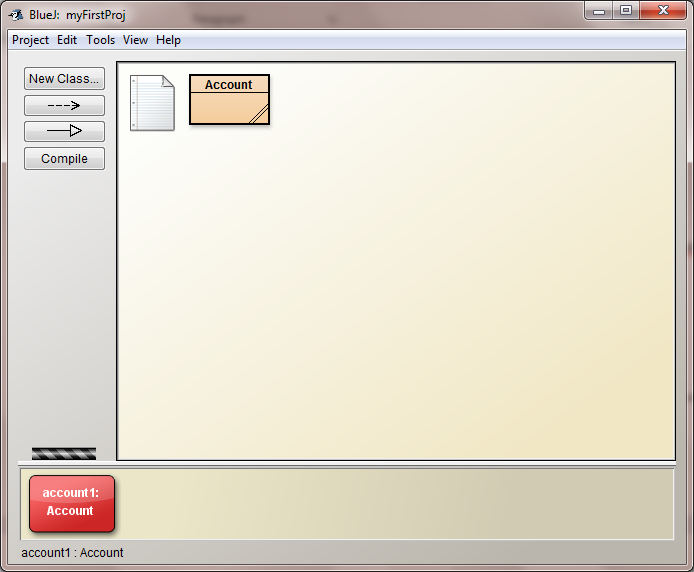 BlueJ: myFirstProj
Project Edit Tools View Help
New Class...
Account
Compile
account1:
Account
account1 : Account